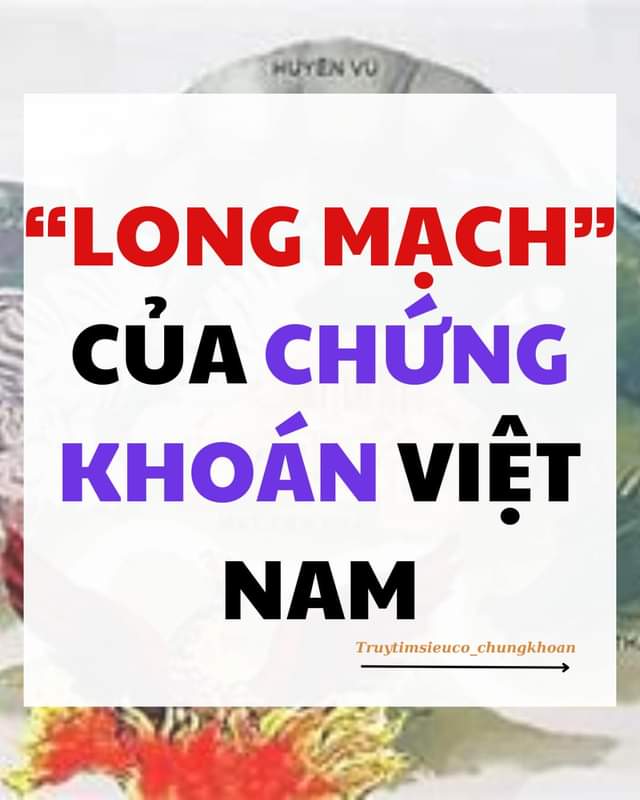 HUYỀN VŨ
“LONG MẠCH”
CỦA CHỨNG
KHOÁN VIỆT
NAM
Truytimsieuco_chungkhoan